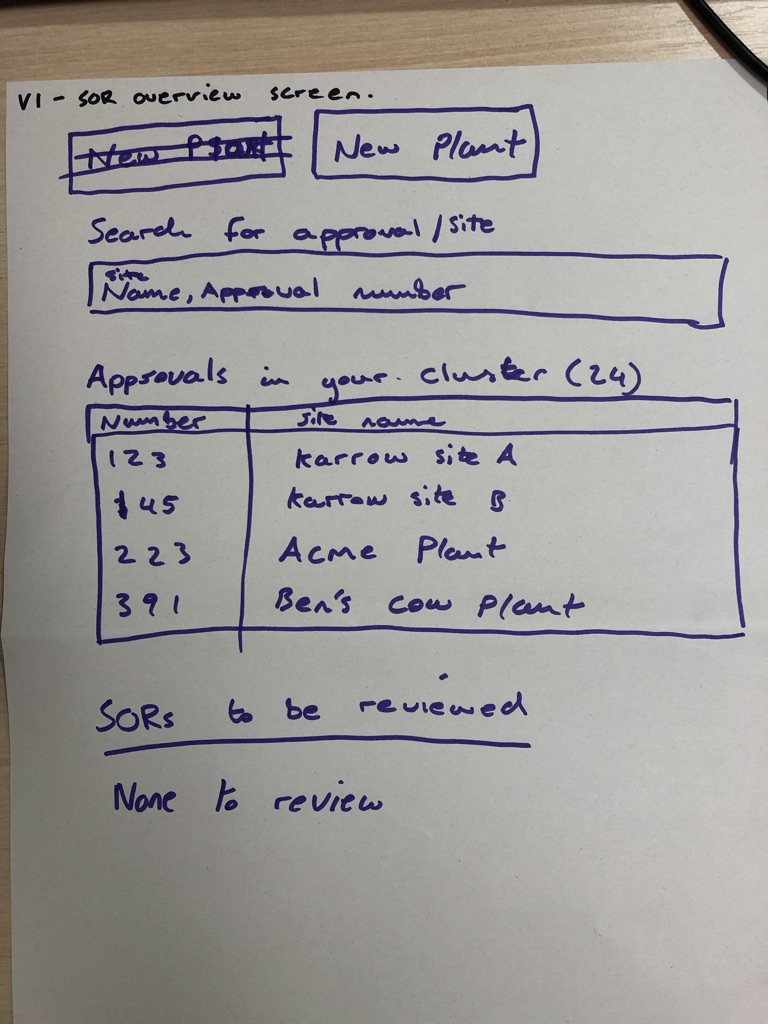 V1 - SOR overview screen.
New Plant
New Plant
Search for approval/site
site
Name, Approval number
Approvals in your. cluster (24)
Number site name
123 karrow site A
145 karrow site B
223 Acme Plant
391 Ben's cow plant
SORs to be reviewed
None to review